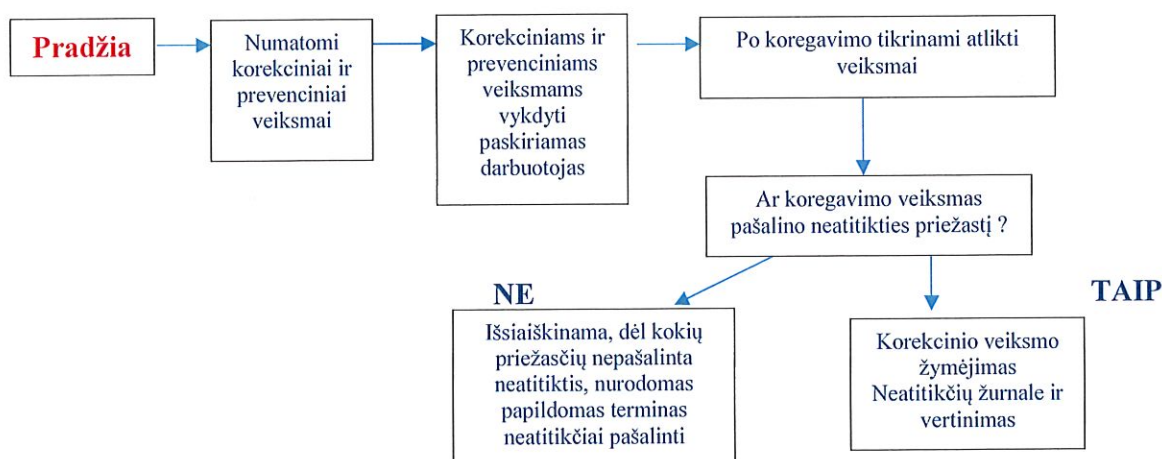 Pradžia
Numatomi
korekciniai ir
prevenciniai
veiksmai
Korekciniams ir
prevenciniams
veiksmams
vykdyti
paskiriamas
darbuotojas
Po koregavimo tikrinami atlikti
veiksmai
Ar koregavimo veiksmas
pašalino neatitikties priežastį ?
NE
TAIP
Išsiaiškinama, dėl kokių
priežasčių nepašalinta
neatitiktis, nurodomas
papildomas terminas
neatitikčiai pašalinti
Korekcinio veiksmo
žymėjimas
Neatitikčių žurnale ir
vertinimas